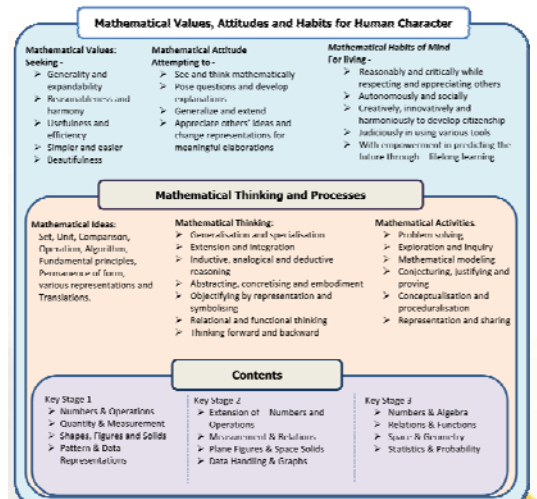 Mathematical Values, Attitudes and Habits for Human Character
Mathematical Values:
Seeking -
➢ Generality and
expandability
➢ Reasonableness and
harmony
➢ Usefulness and
efficiency
➢ Simpler and easier
➢ Beautifulness
Mathematical Attitude
Attempting to -
➢ See and think mathematically
➢ Pose questions and develop
explanations
➢ Generalize and extend
➢ Appreciate others' ideas and
change representations for
meaningful elaborations
Mathematical Habits of Mind
For living -
➢ Reasonably and critically while
respecting and appreciating others
➢ Autonomously and socially
➢ Creatively, innovatively and
harmoniously to develop citizenship
➢ Judiciously in using various tools
➢ With empowerment in predicting the
future through lifelong learning
Mathematical Thinking and Processes
Mathematical Ideas:
Set, Unit, Comparison,
Operation, Algorithm,
Fundamental principles,
Permanence of form,
various representations and
Translations.
Mathematical Thinking:
➢ Generalisation and specialisation
➢ Extension and integration
➢ Inductive, analogical and deductive
reasoning
➢ Abstracting, concretising and embodiment
➢ Objectifying by representation and
symbolising
➢ Relational and functional thinking
➢ Thinking forward and backward
Mathematical Activities.
➢ Problem solving
➢ Exploration and inquiry
➢ Mathematical modeling
➢ Conjecturing, justifying and
proving
➢ Conceptualisation and
proceduralisation
➢ Representation and sharing
Contents
Key Stage 1
➢ Numbers & Operations
➢ Quantity & Measurement
➢ Shapes, Figures and Solids
➢ Pattern & Data
Representations
Key Stage 2
➢ Extension of Numbers and
Operations
➢ Measurement & Relations
➢ Plane Figures & Space Solids
➢ Data Handling & Graphs
Key Stage 3
➢ Numbers & Algebra
➢ Relations & Functions
➢ Space & Geometry
➢ Statistics & Probability